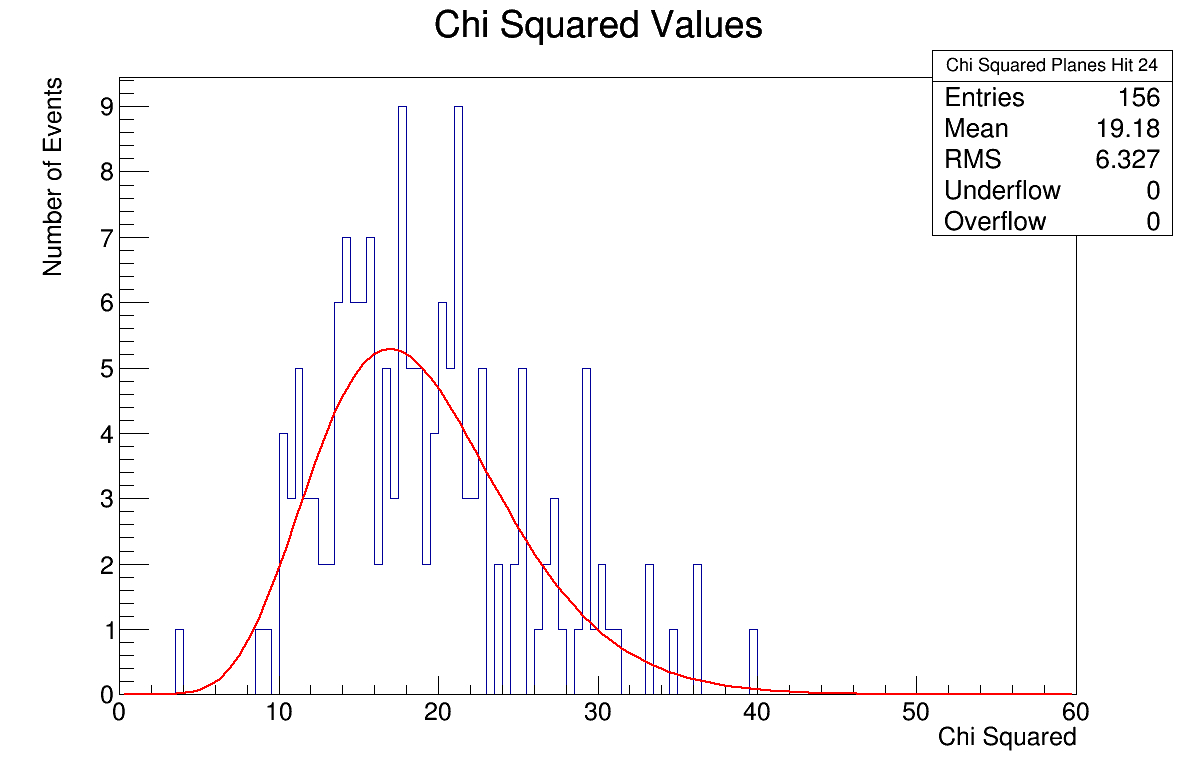 Chi Squared Values
Chi Squared Planes Hit 24
Entries 156
Mean 19.18
RMS 6.327
Underflow 0
Overflow 0
Number of Events
9
8
7
6
5
4
3
2
1
0
0 10 20 30 40 50 60
Chi Squared